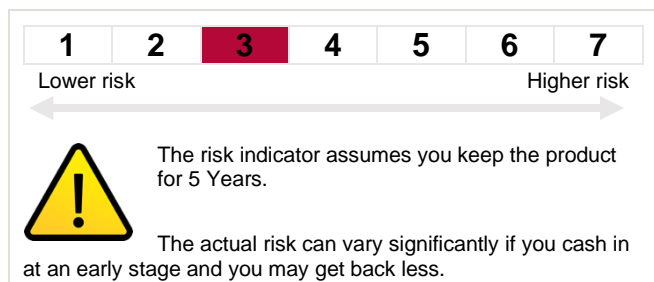 1 2 3 4 5 6 7
Lower risk Higher risk
The risk indicator assumes you keep the product
for 5 Years.
The actual risk can vary significantly if you cash in
at an early stage and you may get back less.